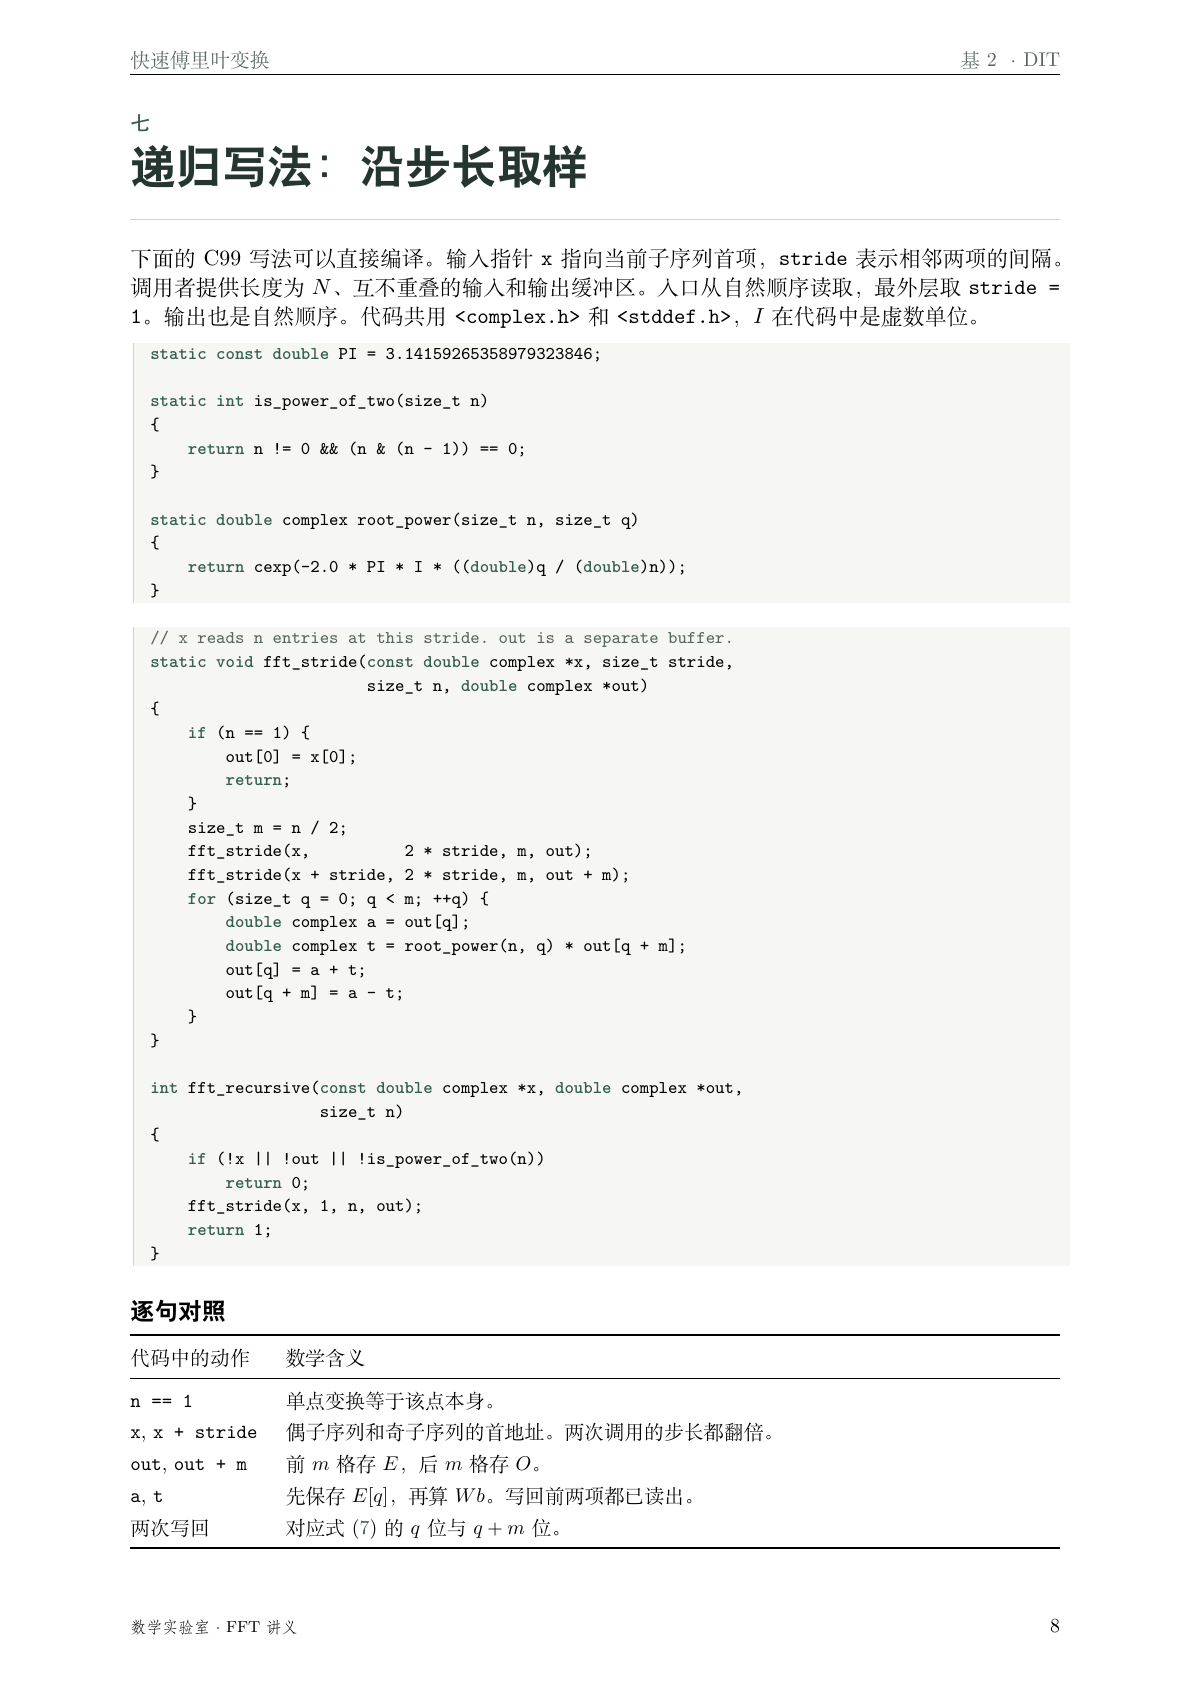 快速傅里叶变换
基 2 · DIT
七
递归写法：沿步长取样
下面的 C99 写法可以直接编译。输入指针 x 指向当前子序列首项，stride 表示相邻两项的间隔。
调用者提供长度为 N、互不重叠的输入和输出缓冲区。入口从自然顺序读取，最外层取 stride =
1。输出也是自然顺序。代码共用 <complex.h> 和 <stddef.h>，I 在代码中是虚数单位。
static const double PI = 3.14159265358979323846;
static int is_power_of_two(size_t n)
{
    return n != 0 && (n & (n - 1)) == 0;
}
static double complex root_power(size_t n, size_t q)
{
    return cexp(-2.0 * PI * I * ((double)q / (double)n));
}
// x reads n entries at this stride. out is a separate buffer.
static void fft_stride(const double complex *x, size_t stride,
                       size_t n, double complex *out)
{
    if (n == 1) {
        out[0] = x[0];
        return;
    }
    size_t m = n / 2;
    fft_stride(x,          2 * stride, m, out);
    fft_stride(x + stride, 2 * stride, m, out + m);
    for (size_t q = 0; q < m; ++q) {
        double complex a = out[q];
        double complex t = root_power(n, q) * out[q + m];
        out[q] = a + t;
        out[q + m] = a - t;
    }
}
int fft_recursive(const double complex *x, double complex *out,
                  size_t n)
{
    if (!x || !out || !is_power_of_two(n))
        return 0;
    fft_stride(x, 1, n, out);
    return 1;
}
逐句对照
代码中的动作 数学含义
n == 1 单点变换等于该点本身。
x, x + stride 偶子序列和奇子序列的首地址。两次调用的步长都翻倍。
out, out + m 前 m 格存 E，后 m 格存 O。
a, t 先保存 E[q]，再算 Wb。写回前两项都已读出。
两次写回 对应式 (7) 的 q 位与 q + m 位。
数学实验室 · FFT 讲义
8